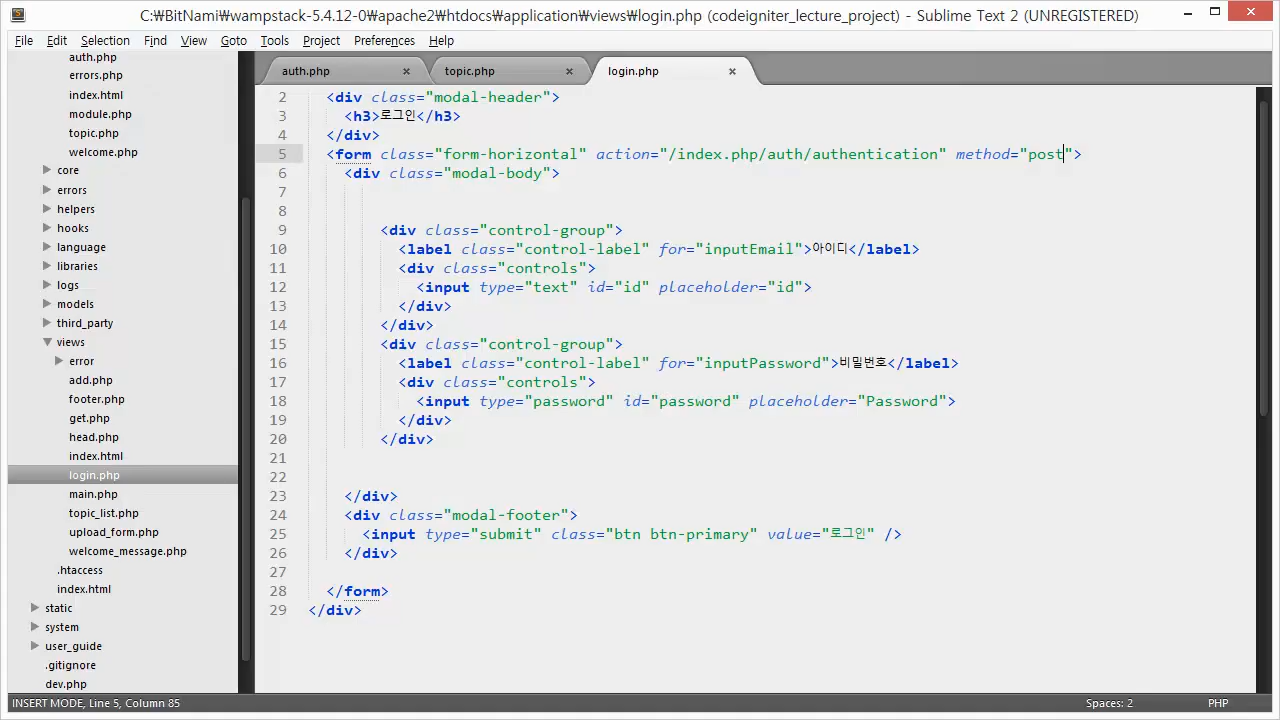 C:₩BitNami₩wampstack-5.4.12-0₩apache2₩htdocs₩application₩views₩login.php (codeigniter_lecture_project) - Sublime Text 2 (UNREGISTERED)
File Edit Selection Find View Goto Tools Project Preferences Help
auth.php
errors.php
index.html
module.php
topic.php
welcome.php
core
errors
helpers
hooks
language
libraries
logs
models
third_party
views
error
add.php
footer.php
get.php
head.php
index.html
login.php
main.php
topic_list.php
upload_form.php
welcome_message.php
.htaccess
index.html
static
system
user_guide
.gitignore
dev.php
auth.php × topic.php × login.php ×
2 <div class="modal-header">
3 <h3>로그인</h3>
4 </div>
5 <form class="form-horizontal" action="/index.php/auth/authentication" method="post">
6 <div class="modal-body">
7
8
9 <div class="control-group">
10 <label class="control-label" for="inputEmail">아이디</label>
11 <div class="controls">
12 <input type="text" id="id" placeholder="id">
13 </div>
14 </div>
15 <div class="control-group">
16 <label class="control-label" for="inputPassword">비밀번호</label>
17 <div class="controls">
18 <input type="password" id="password" placeholder="Password">
19 </div>
20 </div>
21
22
23 </div>
24 <div class="modal-footer">
25 <input type="submit" class="btn btn-primary" value="로그인" />
26 </div>
27
28 </form>
29 </div>
INSERT MODE, Line 5, Column 85 Spaces: 2 PHP